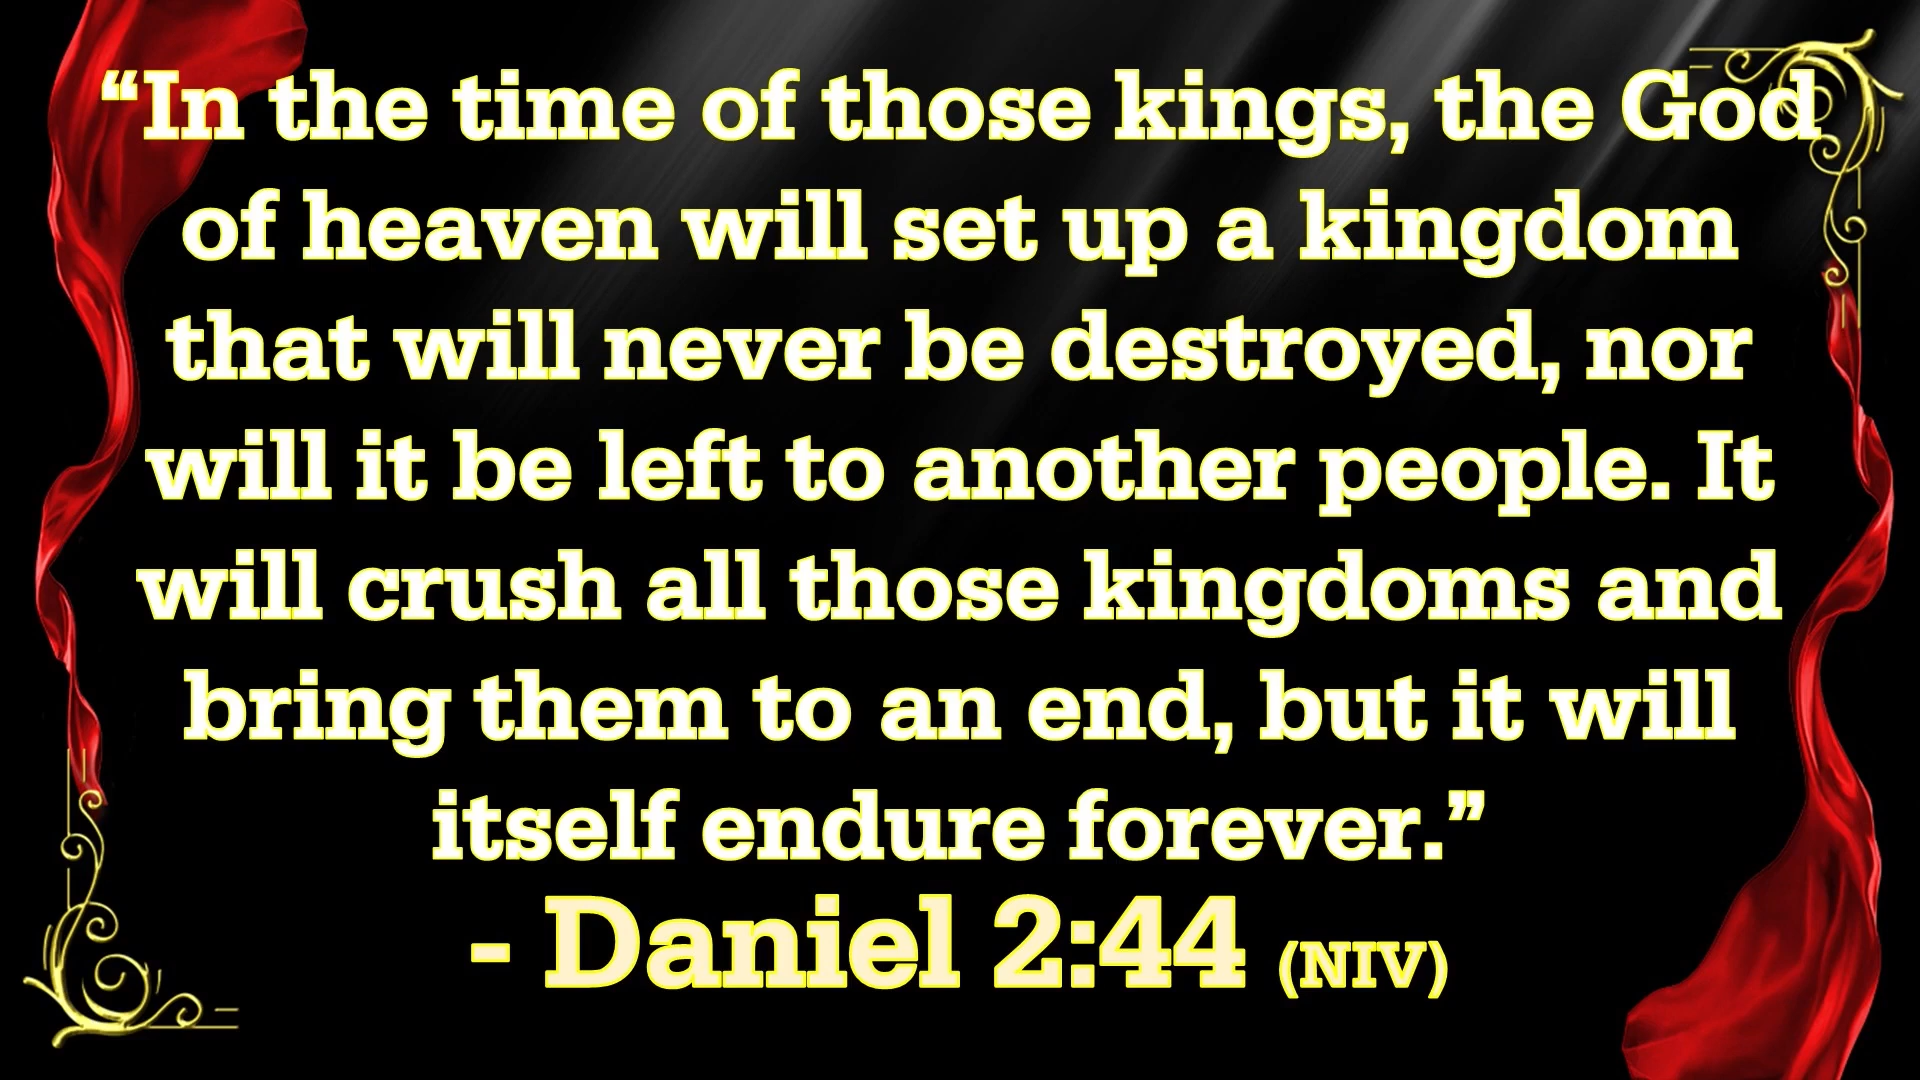 “In the time of those kings, the God
of heaven will set up a kingdom
that will never be destroyed, nor
will it be left to another people. It
will crush all those kingdoms and
bring them to an end, but it will
itself endure forever.”
- Daniel 2:44 (NIV)